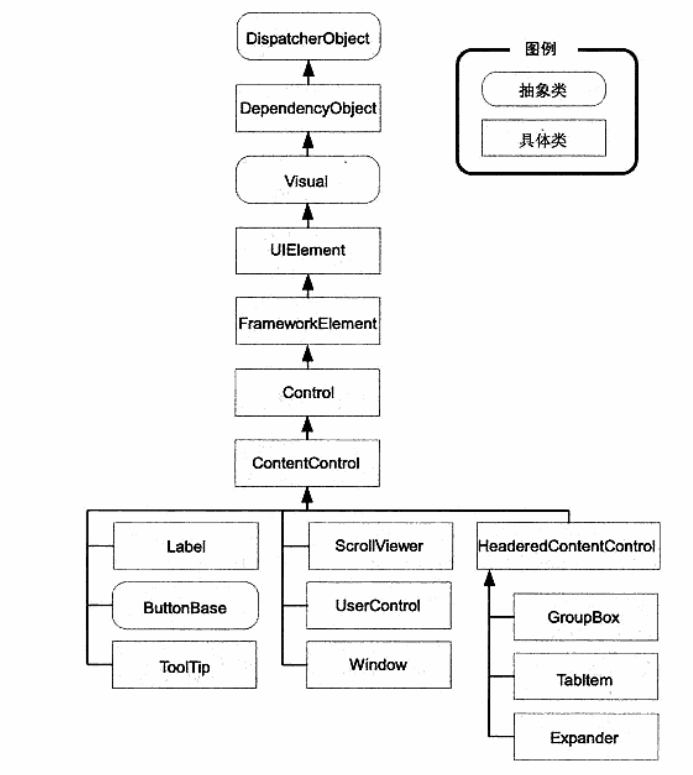 DispatcherObject
图例
抽象类
DependencyObject
具体类
Visual
UIElement
FrameworkElement
Control
ContentControl
Label
ScrollViewer
HeaderedContentControl
ButtonBase
UserControl
GroupBox
ToolTip
Window
TabItem
Expander